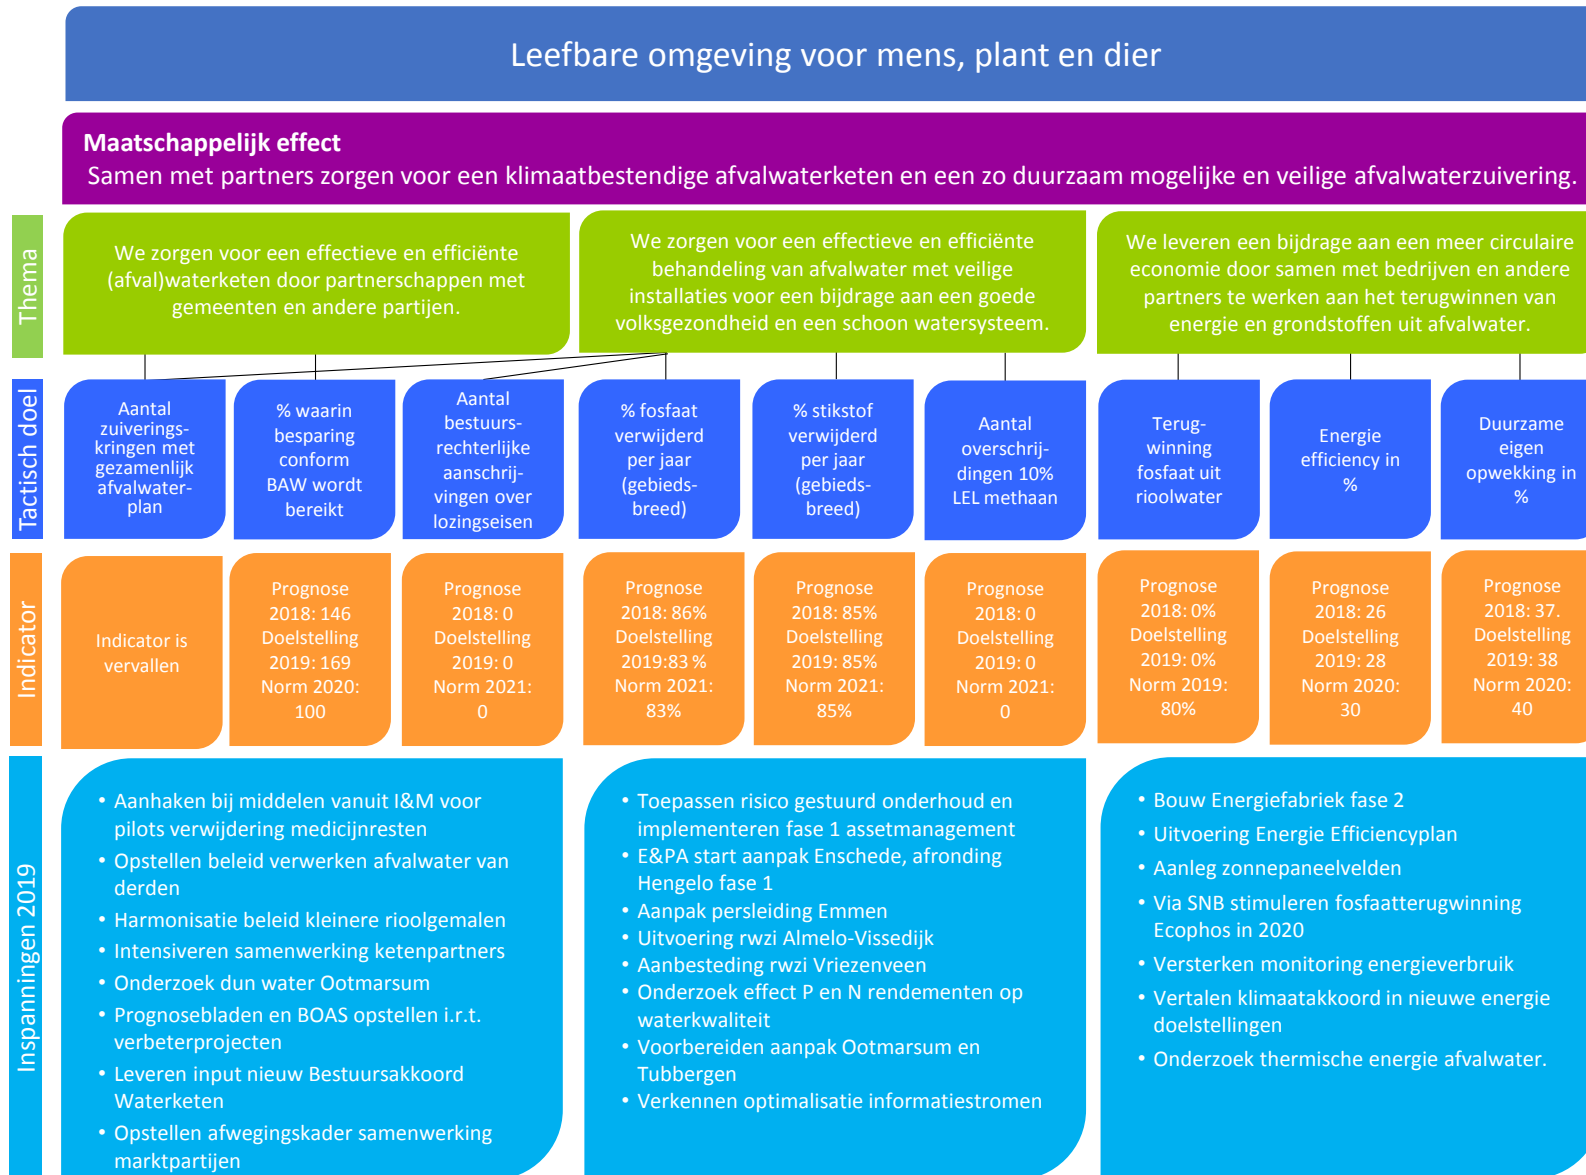 Leefbare omgeving voor mens, plant en dier
Maatschappelijk effect
Samen met partners zorgen voor een klimaatbestendige afvalwaterketen en een zo duurzaam mogelijke en veilige afvalwaterzuivering.
Thema
We zorgen voor een effectieve en efficiënte
(afval)waterketen door partnerschappen met
gemeenten en andere partijen.
We zorgen voor een effectieve en efficiënte
behandeling van afvalwater met veilige
installaties voor een bijdrage aan een goede
volksgezondheid en een schoon watersysteem.
We leveren een bijdrage aan een meer circulaire
economie door samen met bedrijven en andere
partners te werken aan het terugwinnen van
energie en grondstoffen uit afvalwater.
Tactisch doel
Aantal
zuiverings-
kringen met
gezamenlijk
afvalwater-
plan
% waarin
besparing
conform
BAW wordt
bereikt
Aantal
bestuurs-
rechterlijke
aanschrij-
vingen over
lozingseisen
% fosfaat
verwijderd
per jaar
(gebieds-
breed)
% stikstof
verwijderd
per jaar
(gebieds-
breed)
Aantal
overschrij-
dingen 10%
LEL methaan
Terug-
winning
fosfaat uit
rioolwater
Energie
efficiency in
%
Duurzame
eigen
opwekking in
%
Indicator
Indicator is
vervallen
Prognose
2018: 146
Doelstelling
2019: 169
Norm 2020:
100
Prognose
2018: 0
Doelstelling
2019: 0
Norm 2021:
0
Prognose
2018: 86%
Doelstelling
2019:83 %
Norm 2021:
83%
Prognose
2018: 85%
Doelstelling
2019: 85%
Norm 2021:
85%
Prognose
2018: 0
Doelstelling
2019: 0
Norm 2021:
0
Prognose
2018: 0%
Doelstelling
2019: 0%
Norm 2019:
80%
Prognose
2018: 26
Doelstelling
2019: 28
Norm 2020:
30
Prognose
2018: 37.
Doelstelling
2019: 38
Norm 2020:
40
Inspanningen 2019
• Aanhaken bij middelen vanuit I&M voor
pilots verwijdering medicijnresten
• Opstellen beleid verwerken afvalwater van
derden
• Harmonisatie beleid kleinere rioolgemalen
• Intensiveren samenwerking ketenpartners
• Onderzoek dun water Ootmarsum
• Prognosebladen en BOAS opstellen i.r.t.
verbeterprojecten
• Leveren input nieuw Bestuursakkoord
Waterketen
• Opstellen afwegingskader samenwerking
marktpartijen
• Toepassen risico gestuurd onderhoud en
implementeren fase 1 assetmanagement
• E&PA start aanpak Enschede, afronding
Hengelo fase 1
• Aanpak persleiding Emmen
• Uitvoering rwzi Almelo-Vissedijk
• Aanbesteding rwzi Vriezenveen
• Onderzoek effect P en N rendementen op
waterkwaliteit
• Voorbereiden aanpak Ootmarsum en
Tubbergen
• Verkennen optimalisatie informatiestromen
• Bouw Energiefabriek fase 2
• Uitvoering Energie Efficiencyplan
• Aanleg zonnepaneelvelden
• Via SNB stimuleren fosfaatterugwinning
Ecophos in 2020
• Versterken monitoring energieverbruik
• Vertalen klimaatakkoord in nieuwe energie
doelstellingen
• Onderzoek thermische energie afvalwater.